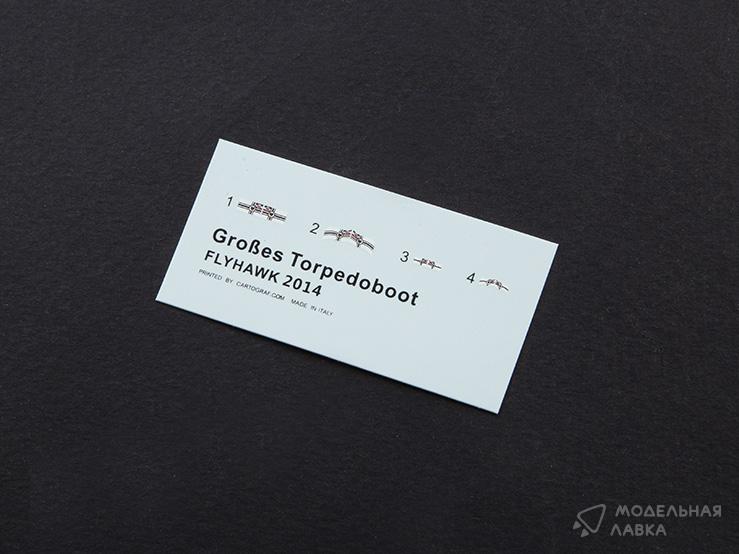 1
2
3
4
Großes Torpedoboot
FLYHAWK 2014
PRINTED BY CARTOGRAF.COM MADE IN ITALY
МОДЕЛЬНАЯ
ЛАВКА